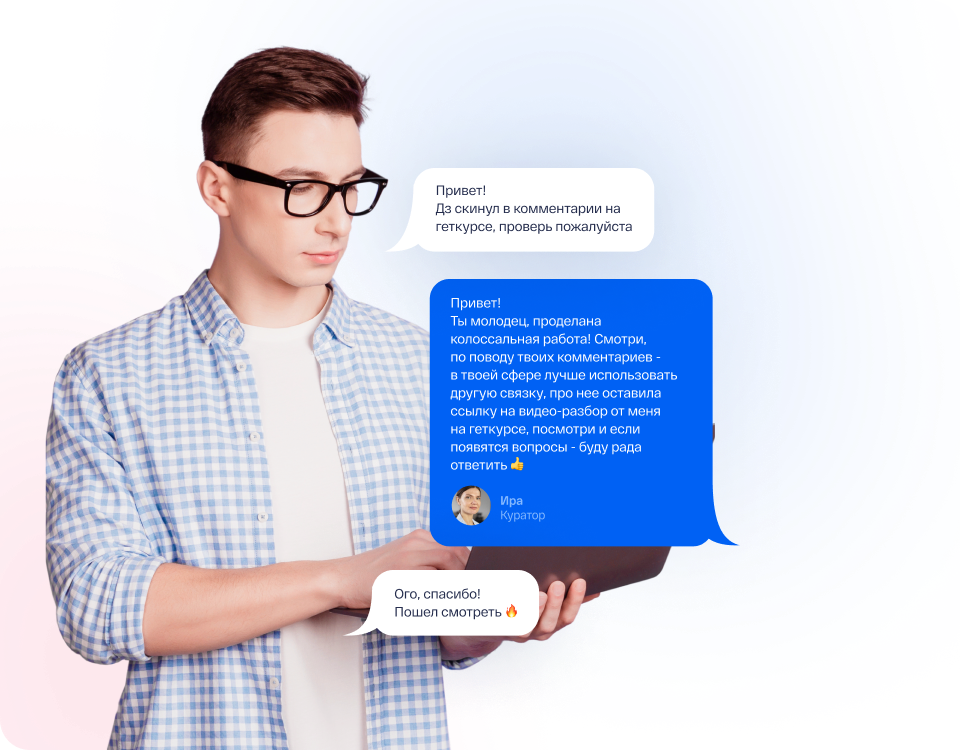 Привет!
Дз скинул в комментарии на
геткурсе, проверь пожалуйста
Привет!
Ты молодец, проделана
колоссальная работа! Смотри,
по поводу твоих комментариев -
в твоей сфере лучше использовать
другую связку, про нее оставила
ссылку на видео-разбор от меня
на геткурсе, посмотри и если
появятся вопросы - буду рада
ответить 👍
Ира
Куратор
Ого, спасибо!
Пошел смотреть 🔥